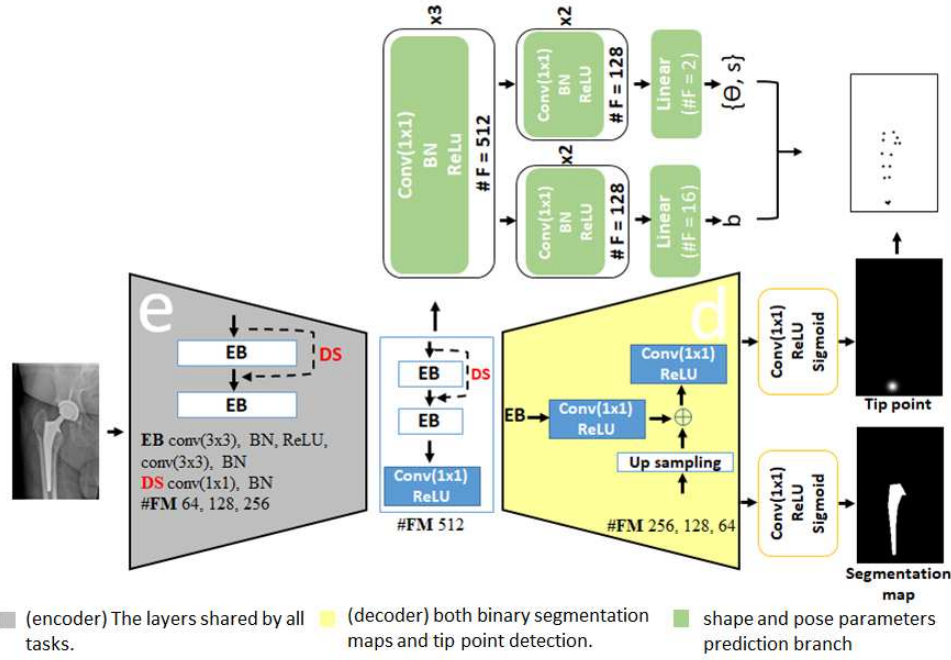 x3
x2
Conv(1x1)
BN
ReLu
#F = 512
Conv(1x1)
BN
ReLU
#F = 128
Linear
(#F = 2)
{Θ, s}
x2
Conv(1x1)
BN
ReLU
#F = 128
Linear
(#F = 16)
b
e
EB
DS
EB
EB conv(3x3), BN, ReLU,
conv(3x3), BN
DS conv(1x1), BN
#FM 64, 128, 256
EB
DS
EB
Conv(1x1)
ReLU
#FM 512
d
Conv(1x1)
ReLU
EB
Conv(1x1)
ReLU
Up sampling
#FM 256, 128, 64
Conv(1x1)
ReLU
Sigmoid
Tip point
Conv(1x1)
ReLU
Sigmoid
Segmentation
map
(encoder) The layers shared by all
tasks.
(decoder) both binary segmentation
maps and tip point detection.
shape and pose parameters
prediction branch